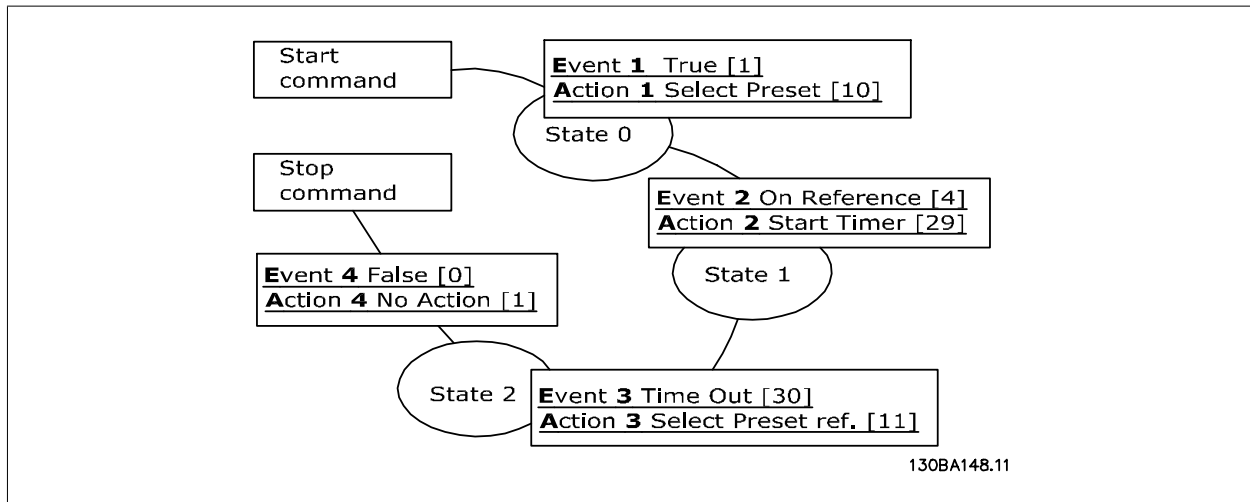 Start
command
Event 1 True [1]
Action 1 Select Preset [10]
State 0
Stop
command
Event 2 On Reference [4]
Action 2 Start Timer [29]
State 1
Event 4 False [0]
Action 4 No Action [1]
State 2
Event 3 Time Out [30]
Action 3 Select Preset ref. [11]
130BA148.11